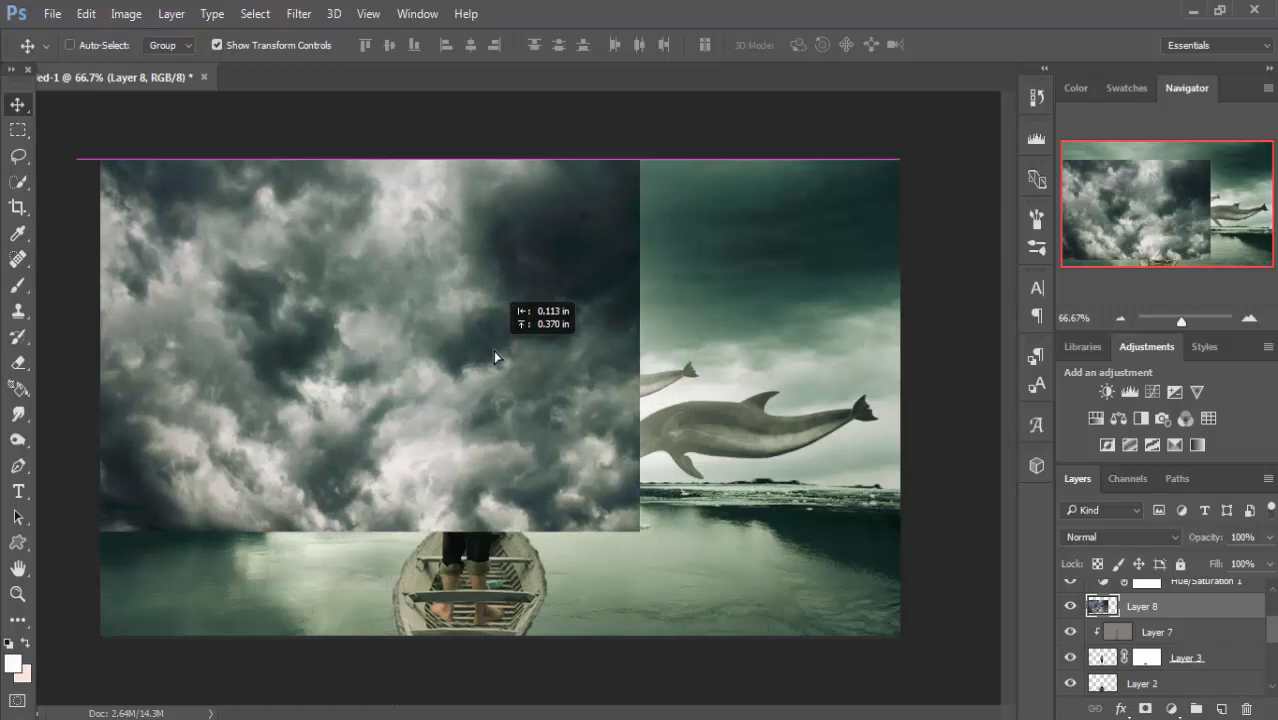 Ps File Edit Image Layer Type Select Filter 3D View Window Help
Auto-Select: Group Show Transform Controls 3D Mode: Essentials
ed-1 @ 66.7% (Layer 8, RGB/8) * ×
Color Swatches Navigator
0.113 in
0.370 in
66.67%
Libraries Adjustments Styles
Add an adjustment
Layers Channels Paths
Kind
Normal Opacity: 100%
Lock: Fill: 100%
Hue/Saturation 1
Layer 8
Layer 7
Layer 3
Layer 2
Doc: 2.64M/14.3M